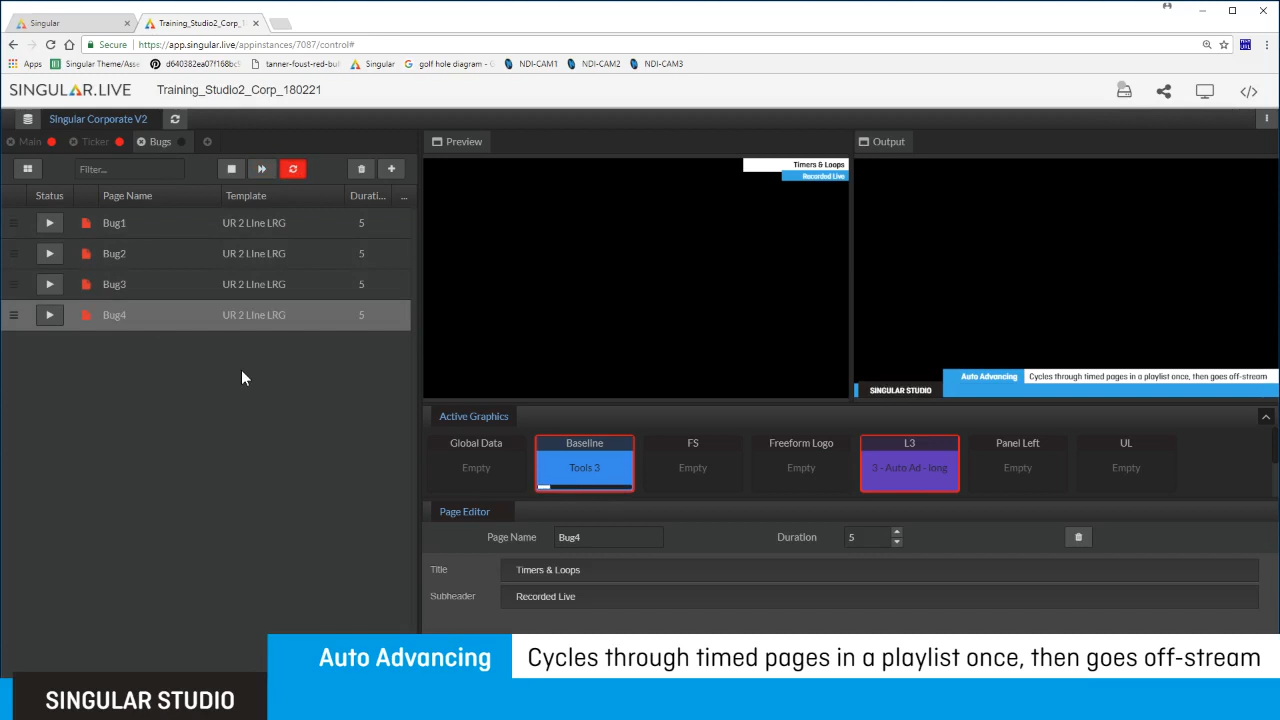 Singular
Training_Studio2_Corp_1
Secure
https://app.singular.live/appinstances/7087/control#
Apps
Singular Theme/Asse
d640382ea07f168bc5
tanner-foust-red-bul
Singular
golf hole diagram - G
NDI-CAM1
NDI-CAM2
NDI-CAM3
SINGULAR.LIVE
Training_Studio2_Corp_180221
Singular Corporate V2
Main
Ticker
Bugs
Preview
Output
Filter...
Status
Page Name
Template
Durati...
...
Bug1
UR 2 LIne LRG
5
Bug2
UR 2 LIne LRG
5
Bug3
UR 2 LIne LRG
5
Bug4
UR 2 LIne LRG
5
Timers & Loops
Recorded Live
Auto Advancing
Cycles through timed pages in a playlist once, then goes off-stream
SINGULAR STUDIO
Active Graphics
Global Data
Empty
Baseline
Tools 3
FS
Empty
Freeform Logo
Empty
L3
3 - Auto Ad - long
Panel Left
Empty
UL
Empty
Page Editor
Page Name
Bug4
Duration
5
Title
Timers & Loops
Subheader
Recorded Live
Auto Advancing
Cycles through timed pages in a playlist once, then goes off-stream
SINGULAR STUDIO